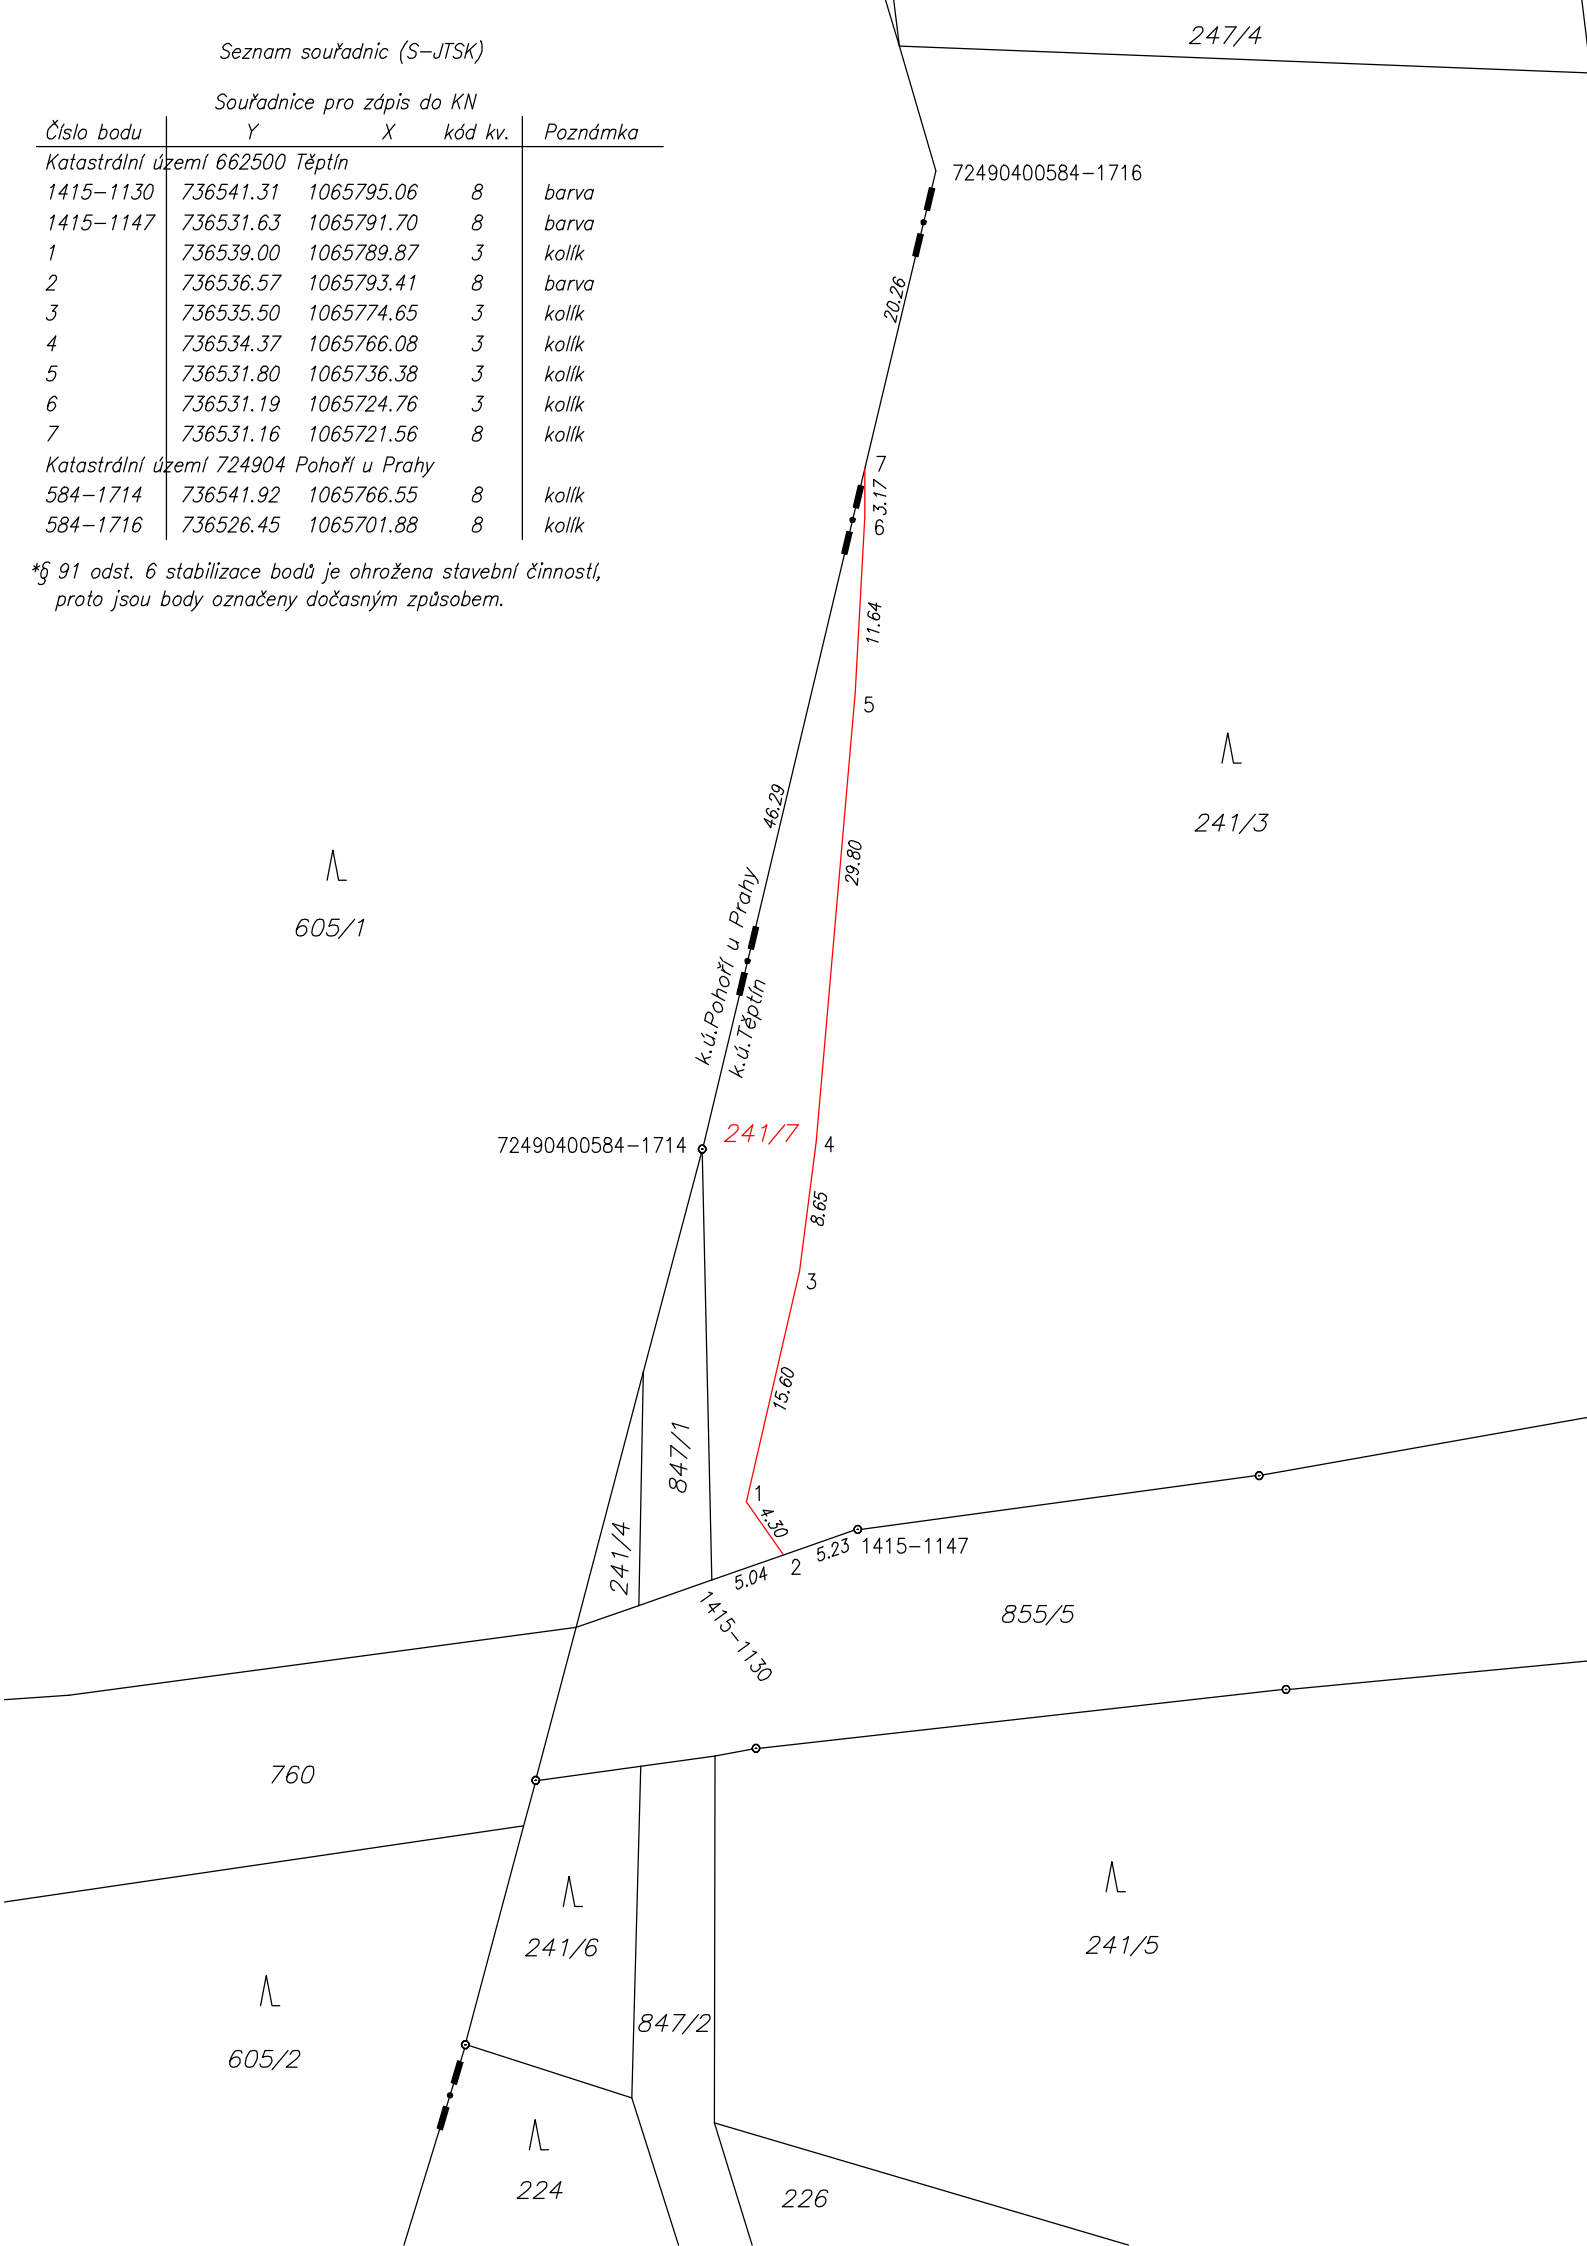 Seznam souřadnic (S-JTSK)
Souřadnice pro zápis do KN
Číslo bodu Y X kód kv. Poznámka
Katastrální území 662500 Těptín
1415-1130 736541.31 1065795.06 8 barva
1415-1147 736531.63 1065791.70 8 barva
1 736539.00 1065789.87 3 kolík
2 736536.57 1065793.41 8 barva
3 736535.50 1065774.65 3 kolík
4 736534.37 1065766.08 3 kolík
5 736531.80 1065736.38 3 kolík
6 736531.19 1065724.76 3 kolík
7 736531.16 1065721.56 8 kolík
Katastrální území 724904 Pohoří u Prahy
584-1714 736541.92 1065766.55 8 kolík
584-1716 736526.45 1065701.88 8 kolík
*§ 91 odst. 6 stabilizace bodů je ohrožena stavební činností,
proto jsou body označeny dočasným způsobem.
247/4
72490400584-1716
20.26
7
3.17
6
11.64
5
46.29
241/3
29.80
605/1
k.ú.Pohoří u Prahy
k.ú.Těptín
72490400584-1714
241/7
4
8.65
3
15.60
847/1
1
4.30
241/4
5.04
2
5.23
1415-1147
1415-1130
855/5
760
241/6
241/5
847/2
605/2
224
226